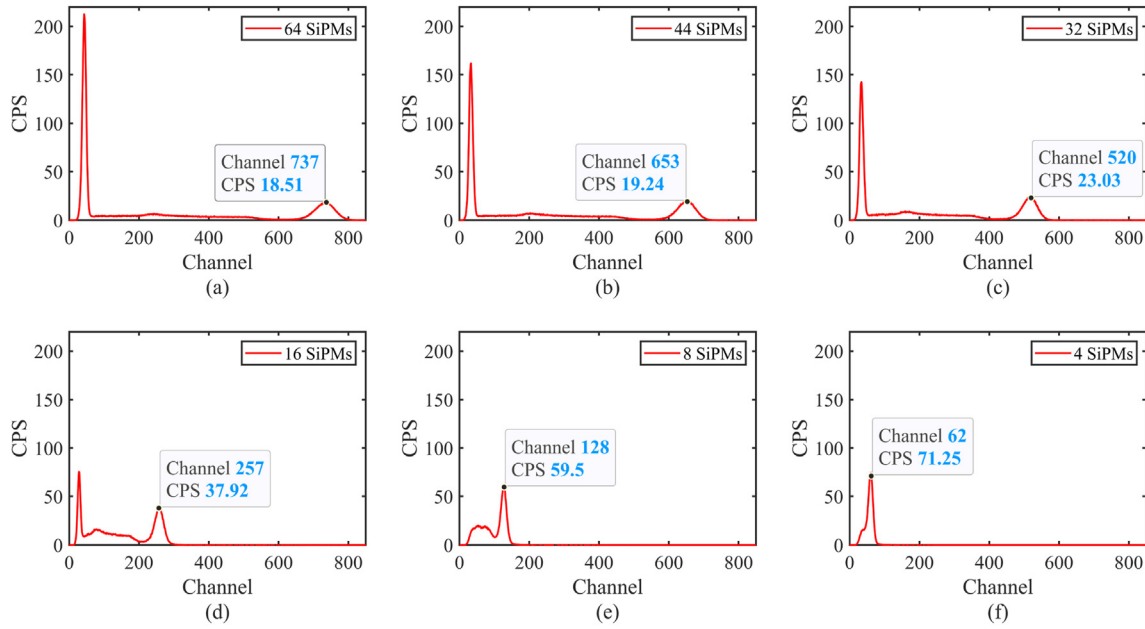 200
150
100
50
0
CPS
64 SiPMs
Channel 737
CPS 18.51
0 200 400 600 800
Channel
(a)
200
150
100
50
0
CPS
44 SiPMs
Channel 653
CPS 19.24
0 200 400 600 800
Channel
(b)
200
150
100
50
0
CPS
32 SiPMs
Channel 520
CPS 23.03
0 200 400 600 800
Channel
(c)
200
150
100
50
0
CPS
16 SiPMs
Channel 257
CPS 37.92
0 200 400 600 800
Channel
(d)
200
150
100
50
0
CPS
8 SiPMs
Channel 128
CPS 59.5
0 200 400 600 800
Channel
(e)
200
150
100
50
0
CPS
4 SiPMs
Channel 62
CPS 71.25
0 200 400 600 800
Channel
(f)